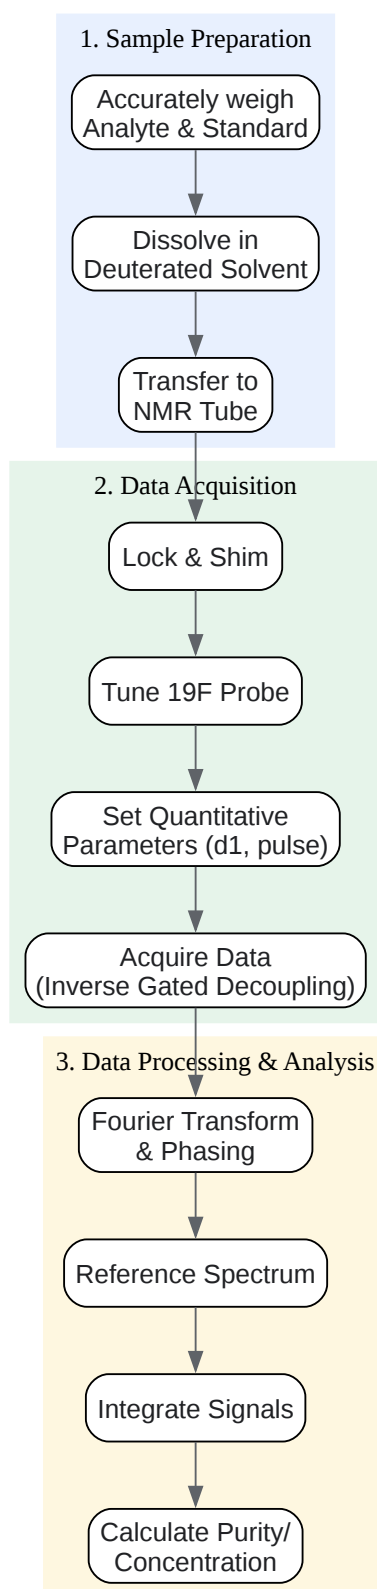 1. Sample Preparation
Accurately weigh
Analyte & Standard
Dissolve in
Deuterated Solvent
Transfer to
NMR Tube
2. Data Acquisition
Lock & Shim
Tune 19F Probe
Set Quantitative
Parameters (d1, pulse)
Acquire Data
(Inverse Gated Decoupling)
3. Data Processing & Analysis
Fourier Transform
& Phasing
Reference Spectrum
Integrate Signals
Calculate Purity/
Concentration